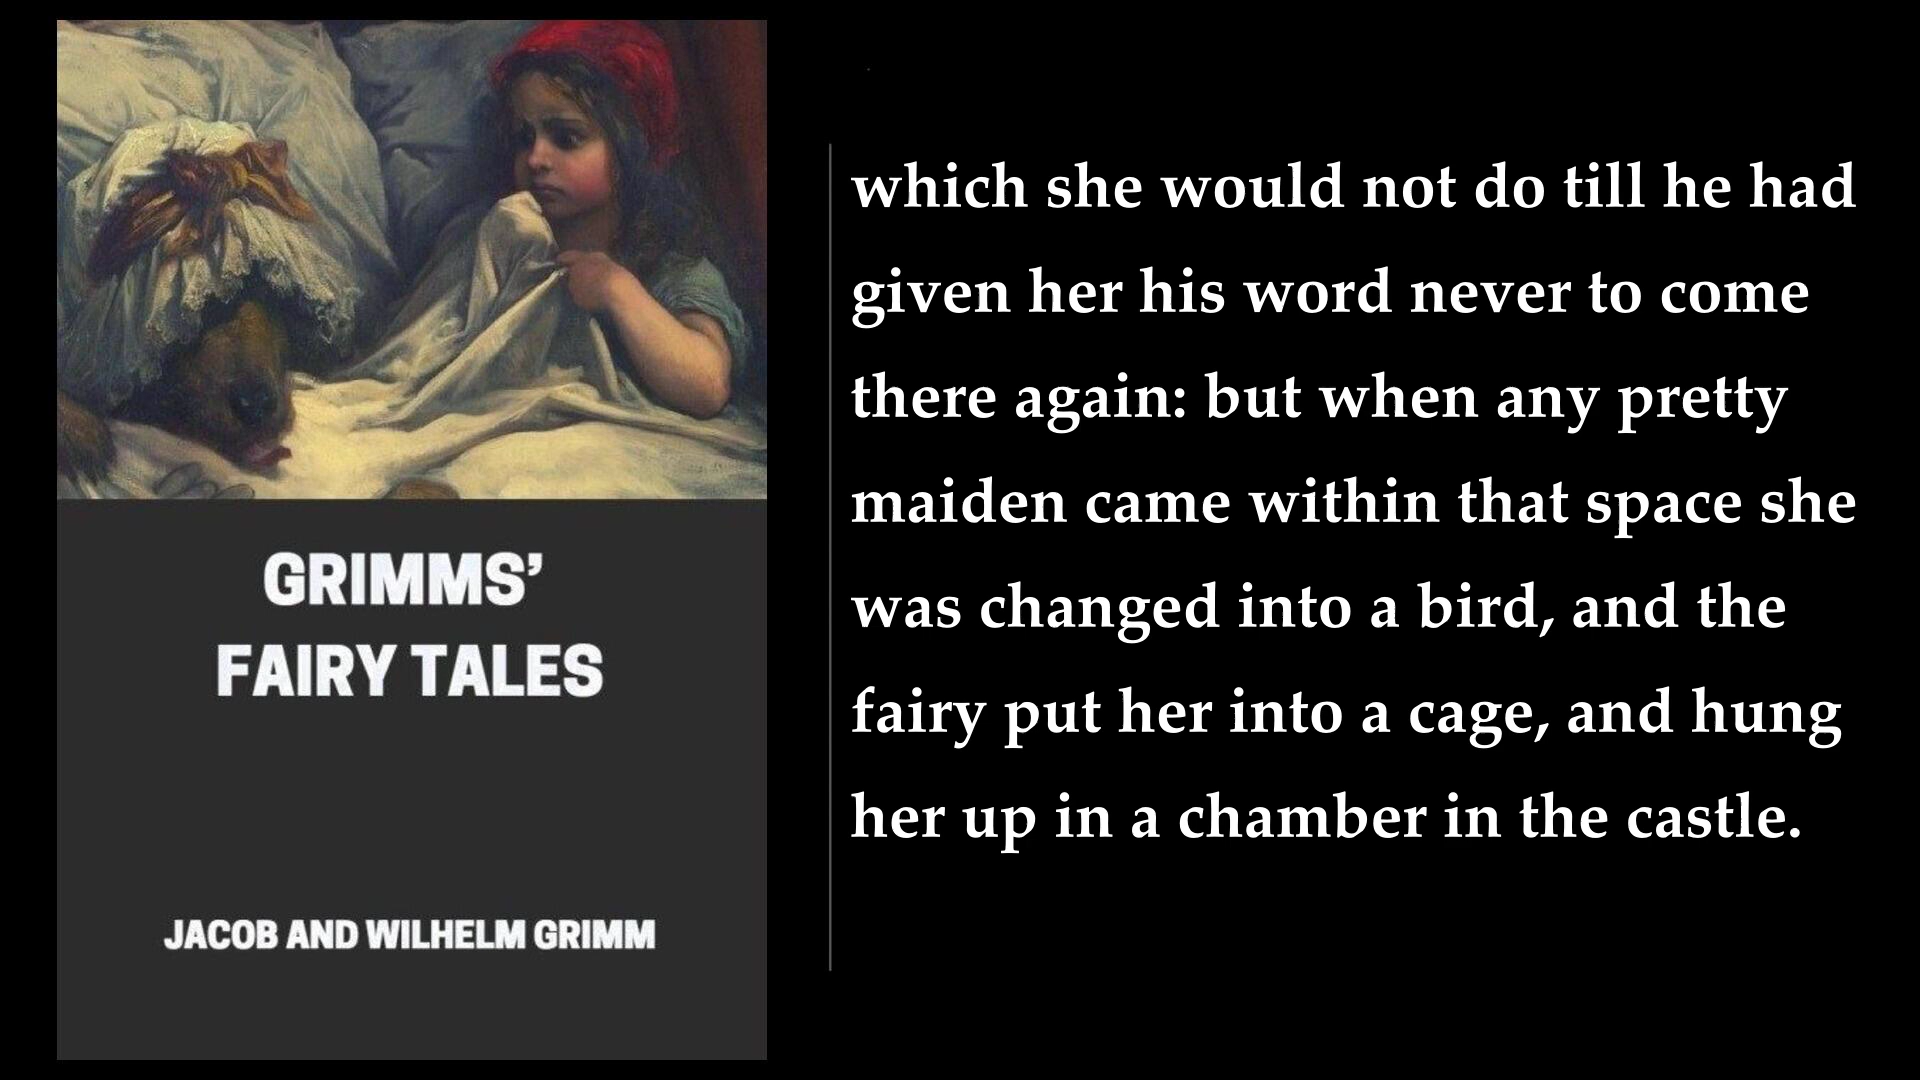 GRIMMS’
FAIRY TALES
JACOB AND WILHELM GRIMM
which she would not do till he had
given her his word never to come
there again: but when any pretty
maiden came within that space she
was changed into a bird, and the
fairy put her into a cage, and hung
her up in a chamber in the castle.